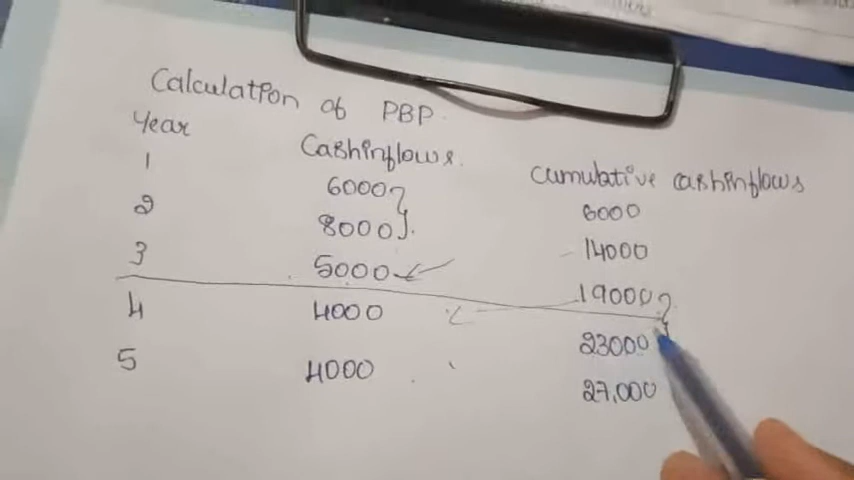 Calculation of PBP.
Year Cashinflows. Cumulative cashinflows
1 6000 6000
2 8000 14000
3 5000 19000
4 4000 23000
5 4000 27,000